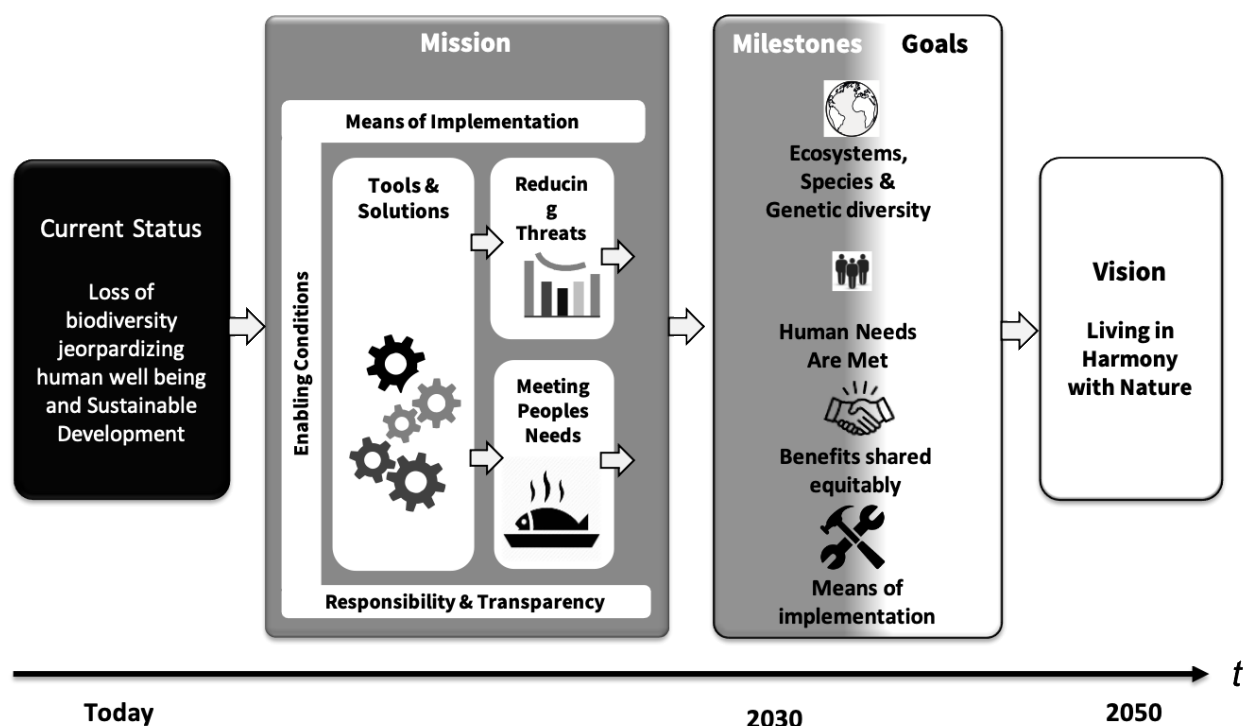 Current Status
Loss of
biodiversity
jeorpardizing
human well being
and Sustainable
Development
Mission
Means of Implementation
Enabling Conditions
Tools &
Solutions
Reducin
g
Threats
Meeting
Peoples
Needs
Responsibility & Transparency
Milestones Goals
Ecosystems,
Species &
Genetic diversity
Human Needs
Are Met
Benefits shared
equitably
Means of
implementation
Vision
Living in
Harmony
with Nature
t
Today
2030
2050